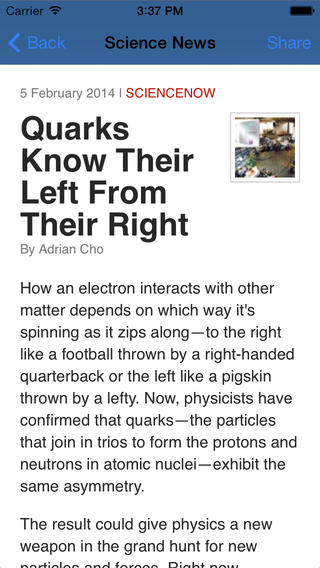 Carrier 3:37 PM
Back Science News Share
5 February 2014 | SCIENCENOW
Quarks
Know Their
Left From
Their Right
By Adrian Cho
How an electron interacts with other
matter depends on which way it's
spinning as it zips along—to the right
like a football thrown by a right-handed
quarterback or the left like a pigskin
thrown by a lefty. Now, physicists have
confirmed that quarks—the particles
that join in trios to form the protons and
neutrons in atomic nuclei—exhibit the
same asymmetry.
The result could give physics a new
weapon in the grand hunt for new
particles and forces. Right now